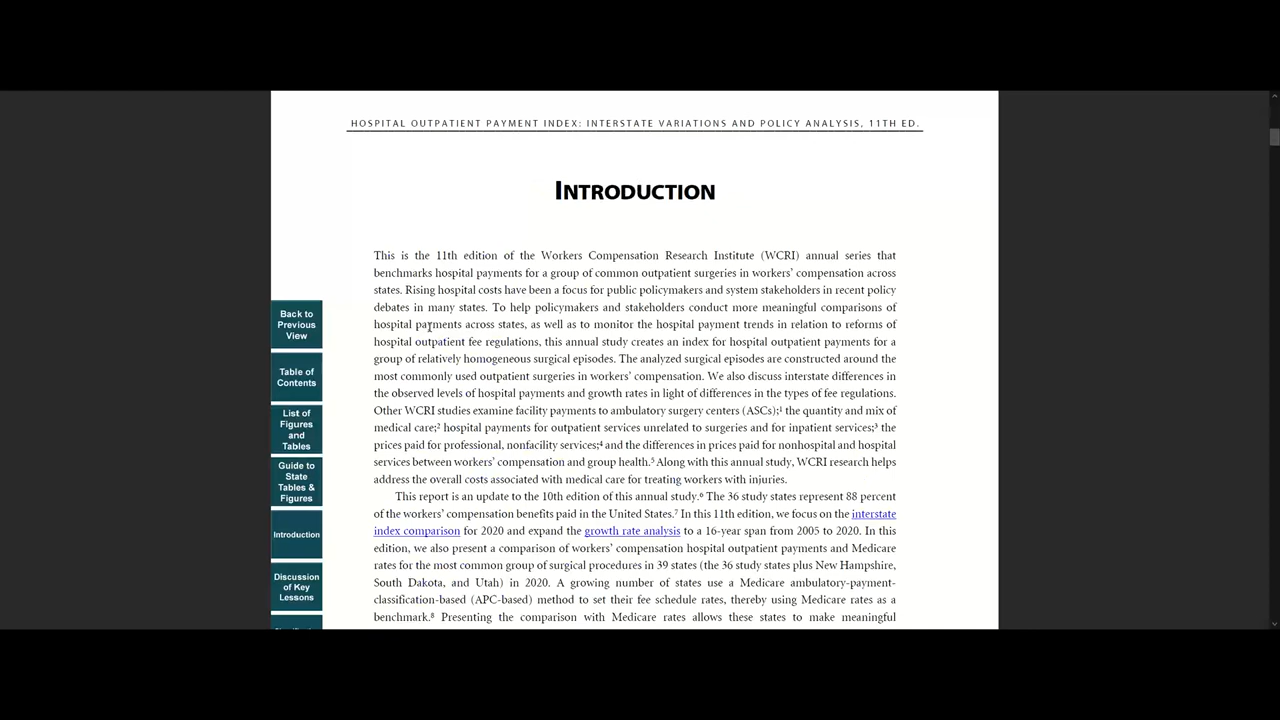 HOSPITAL OUTPATIENT PAYMENT INDEX: INTERSTATE VARIATIONS AND POLICY ANALYSIS, 11TH ED.
INTRODUCTION
This is the 11th edition of the Workers Compensation Research Institute (WCRI) annual series that
benchmarks hospital payments for a group of common outpatient surgeries in workers' compensation across
states. Rising hospital costs have been a focus for public policymakers and system stakeholders in recent policy
debates in many states. To help policymakers and stakeholders conduct more meaningful comparisons of
hospital payments across states, as well as to monitor the hospital payment trends in relation to reforms of
hospital outpatient fee regulations, this annual study creates an index for hospital outpatient payments for a
group of relatively homogeneous surgical episodes. The analyzed surgical episodes are constructed around the
most commonly used outpatient surgeries in workers' compensation. We also discuss interstate differences in
the observed levels of hospital payments and growth rates in light of differences in the types of fee regulations.
Other WCRI studies examine facility payments to ambulatory surgery centers (ASCs);¹ the quantity and mix of
medical care;² hospital payments for outpatient services unrelated to surgeries and for inpatient services;³ the
prices paid for professional, nonfacility services;⁴ and the differences in prices paid for nonhospital and hospital
services between workers' compensation and group health.⁵ Along with this annual study, WCRI research helps
address the overall costs associated with medical care for treating workers with injuries.
This report is an update to the 10th edition of this annual study.⁶ The 36 study states represent 88 percent
of the workers' compensation benefits paid in the United States.⁷ In this 11th edition, we focus on the interstate
index comparison for 2020 and expand the growth rate analysis to a 16-year span from 2005 to 2020. In this
edition, we also present a comparison of workers' compensation hospital outpatient payments and Medicare
rates for the most common group of surgical procedures in 39 states (the 36 study states plus New Hampshire,
South Dakota, and Utah) in 2020. A growing number of states use a Medicare ambulatory-payment-
classification-based (APC-based) method to set their fee schedule rates, thereby using Medicare rates as a
benchmark.⁸ Presenting the comparison with Medicare rates allows these states to make meaningful
Back to
Previous
View
Table of
Contents
List of
Figures
and
Tables
Guide to
State
Tables &
Figures
Introduction
Discussion
of Key
Lessons